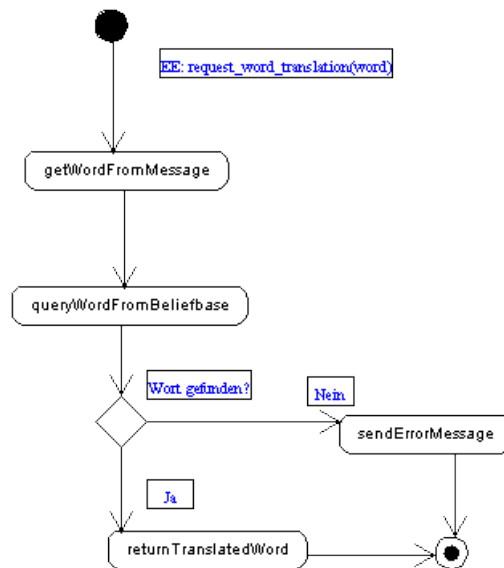 EE: request_word_translation(word)
getWordFromMessage
queryWordFromBeliefbase
Wort gefunden?
Nein
sendErrorMessage
Ja
returnTranslatedWord